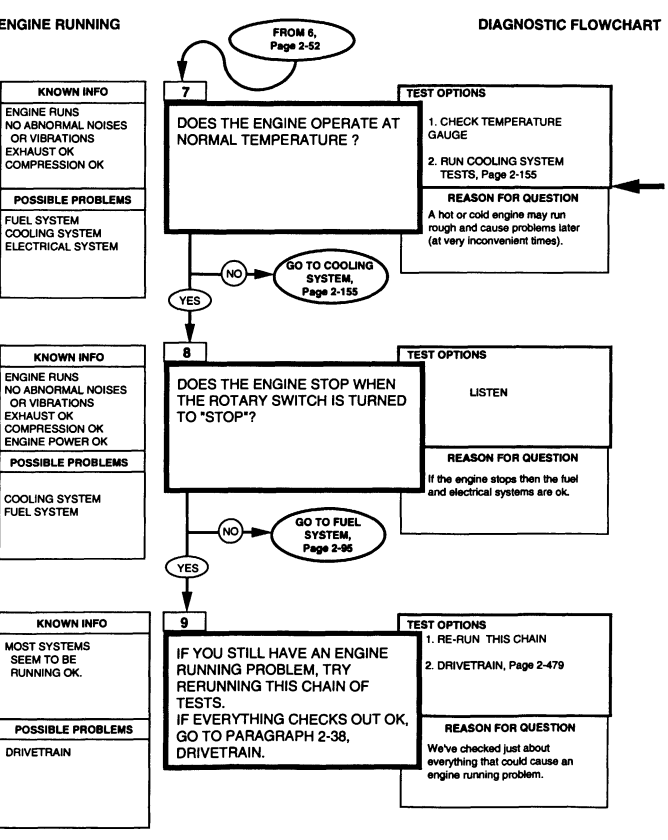 ENGINE RUNNING
DIAGNOSTIC FLOWCHART
FROM 6,
Page 2-52
KNOWN INFO
ENGINE RUNS
NO ABNORMAL NOISES
OR VIBRATIONS
EXHAUST OK
COMPRESSION OK
POSSIBLE PROBLEMS
FUEL SYSTEM
COOLING SYSTEM
ELECTRICAL SYSTEM
7
DOES THE ENGINE OPERATE AT
NORMAL TEMPERATURE ?
TEST OPTIONS
1. CHECK TEMPERATURE
GAUGE
2. RUN COOLING SYSTEM
TESTS, Page 2-155
REASON FOR QUESTION
A hot or cold engine may run
rough and cause problems later
(at very inconvenient times).
NO
GO TO COOLING
SYSTEM,
Page 2-155
YES
KNOWN INFO
ENGINE RUNS
NO ABNORMAL NOISES
OR VIBRATIONS
EXHAUST OK
COMPRESSION OK
ENGINE POWER OK
POSSIBLE PROBLEMS
COOLING SYSTEM
FUEL SYSTEM
8
DOES THE ENGINE STOP WHEN
THE ROTARY SWITCH IS TURNED
TO "STOP"?
TEST OPTIONS
LISTEN
REASON FOR QUESTION
If the engine stops then the fuel
and electrical systems are ok.
NO
GO TO FUEL
SYSTEM,
Page 2-95
YES
KNOWN INFO
MOST SYSTEMS
SEEM TO BE
RUNNING OK.
POSSIBLE PROBLEMS
DRIVETRAIN
9
IF YOU STILL HAVE AN ENGINE
RUNNING PROBLEM, TRY
RERUNNING THIS CHAIN OF
TESTS.
IF EVERYTHING CHECKS OUT OK,
GO TO PARAGRAPH 2-38,
DRIVETRAIN.
TEST OPTIONS
1. RE-RUN THIS CHAIN
2. DRIVETRAIN, Page 2-479
REASON FOR QUESTION
We've checked just about
everything that could cause an
engine running problem.